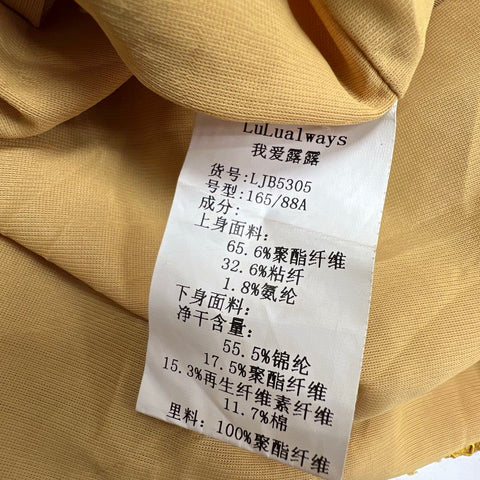 LuLualways
我爱露露
货号:LJB5305
号型:165/88A
成分:
上身面料:
65.6%聚酯纤维
32.6%粘纤
1.8%氨纶
下身面料:
净干含量:
55.5%锦纶
17.5%聚酯纤维
15.3%再生纤维素纤维
11.7%棉
里料: 100%聚酯纤维